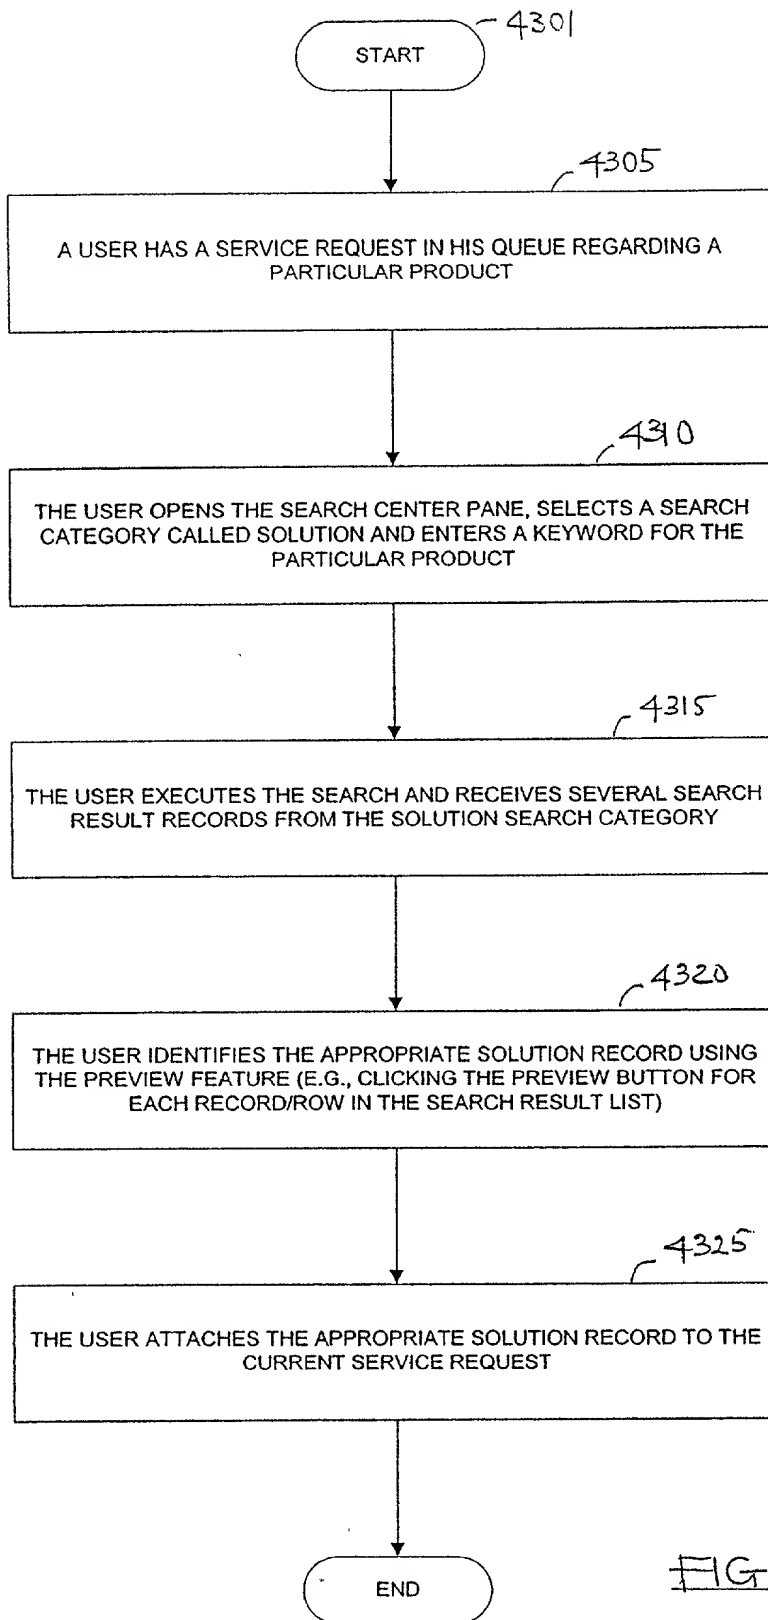 4301
START
4305
A USER HAS A SERVICE REQUEST IN HIS QUEUE REGARDING A
PARTICULAR PRODUCT
4310
THE USER OPENS THE SEARCH CENTER PANE, SELECTS A SEARCH
CATEGORY CALLED SOLUTION AND ENTERS A KEYWORD FOR THE
PARTICULAR PRODUCT
4315
THE USER EXECUTES THE SEARCH AND RECEIVES SEVERAL SEARCH
RESULT RECORDS FROM THE SOLUTION SEARCH CATEGORY
4320
THE USER IDENTIFIES THE APPROPRIATE SOLUTION RECORD USING
THE PREVIEW FEATURE (E.G., CLICKING THE PREVIEW BUTTON FOR
EACH RECORD/ROW IN THE SEARCH RESULT LIST)
4325
THE USER ATTACHES THE APPROPRIATE SOLUTION RECORD TO THE
CURRENT SERVICE REQUEST
END
FIG